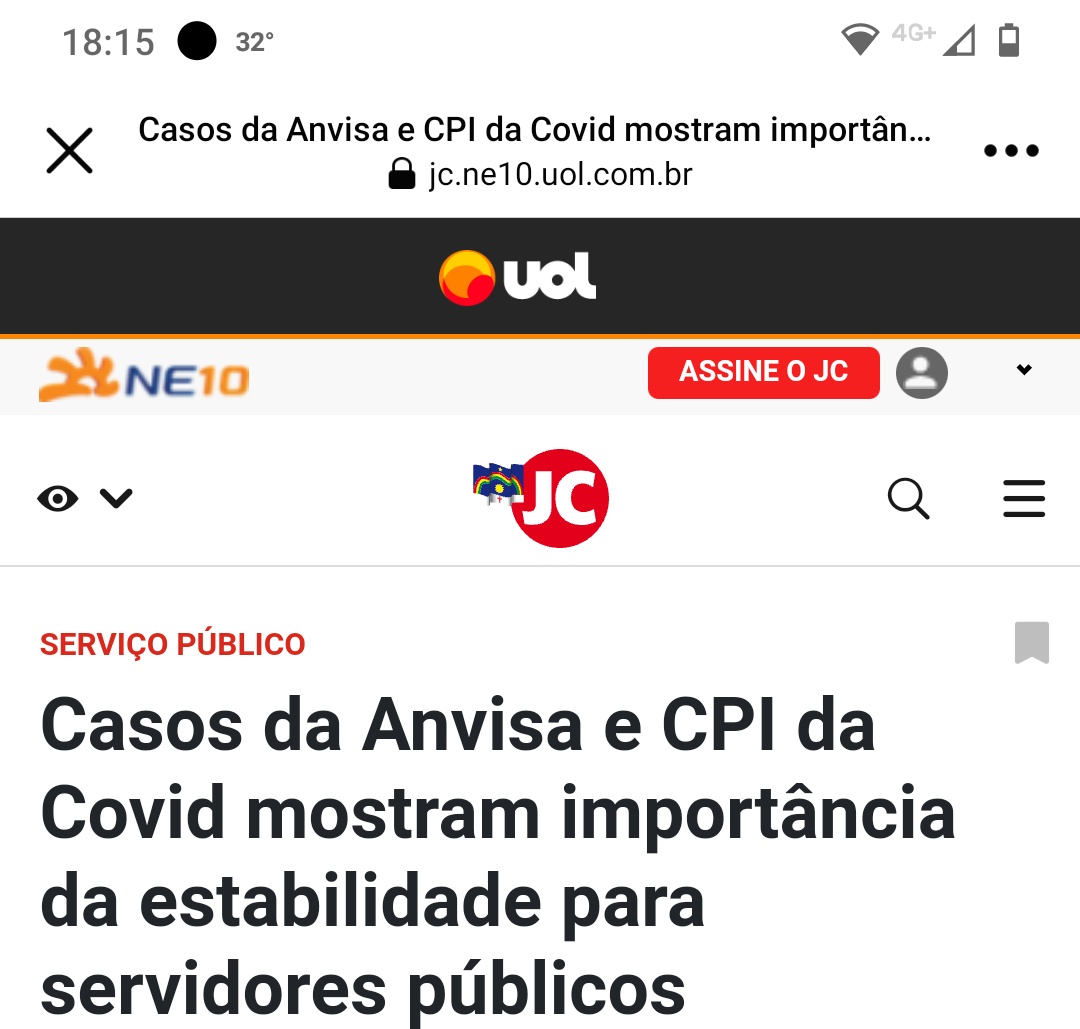 18:15 32° 4G+
Casos da Anvisa e CPI da Covid mostram importân...
jc.ne10.uol.com.br
uol
NE10 ASSINE O JC
JC
SERVIÇO PÚBLICO
Casos da Anvisa e CPI da
Covid mostram importância
da estabilidade para
servidores públicos